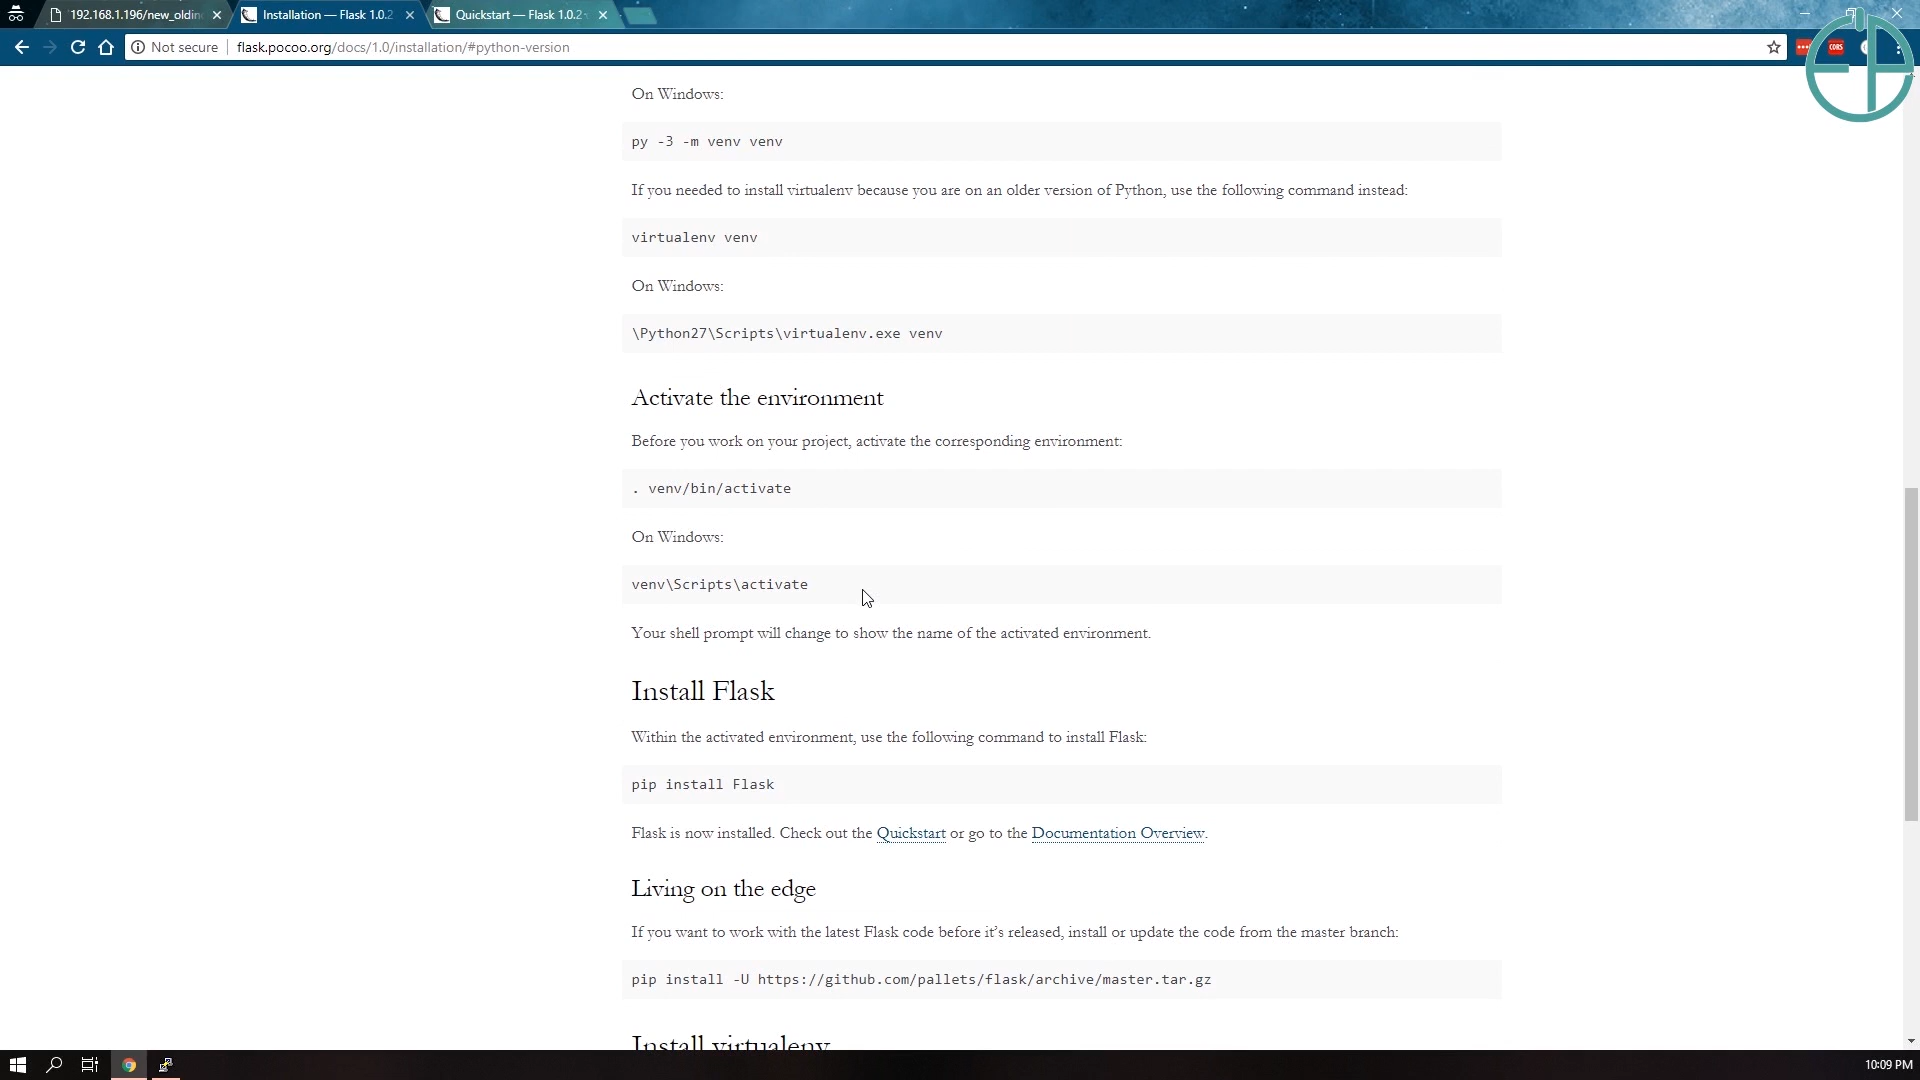 192.168.1.196/new_oldin
Installation — Flask 1.0.2
Quickstart — Flask 1.0.2
Not secure
flask.pocoo.org/docs/1.0/installation/#python-version
CORS
On Windows:
py -3 -m venv venv
If you needed to install virtualenv because you are on an older version of Python, use the following command instead:
virtualenv venv
On Windows:
\Python27\Scripts\virtualenv.exe venv
Activate the environment
Before you work on your project, activate the corresponding environment:
. venv/bin/activate
On Windows:
venv\Scripts\activate
Your shell prompt will change to show the name of the activated environment.
Install Flask
Within the activated environment, use the following command to install Flask:
pip install Flask
Flask is now installed. Check out the Quickstart or go to the Documentation Overview.
Living on the edge
If you want to work with the latest Flask code before it’s released, install or update the code from the master branch:
pip install -U https://github.com/pallets/flask/archive/master.tar.gz
Install virtualenv
10:09 PM